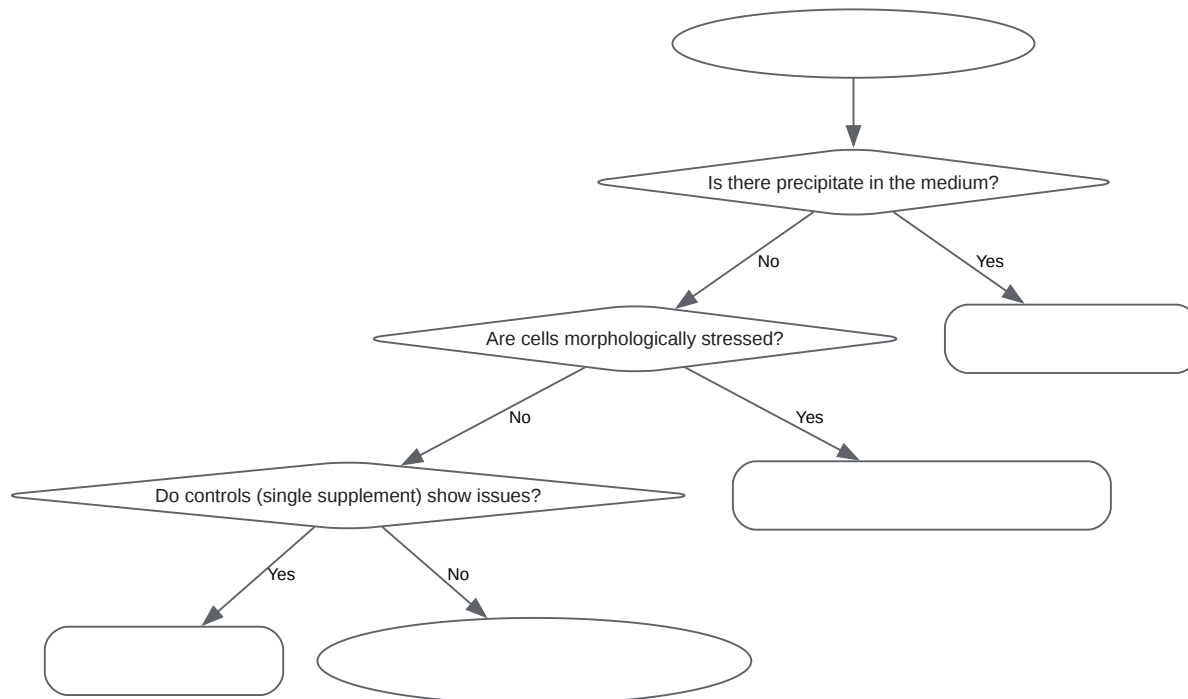 Is there precipitate in the medium?
No
Yes
Are cells morphologically stressed?
No
Yes
Do controls (single supplement) show issues?
Yes
No